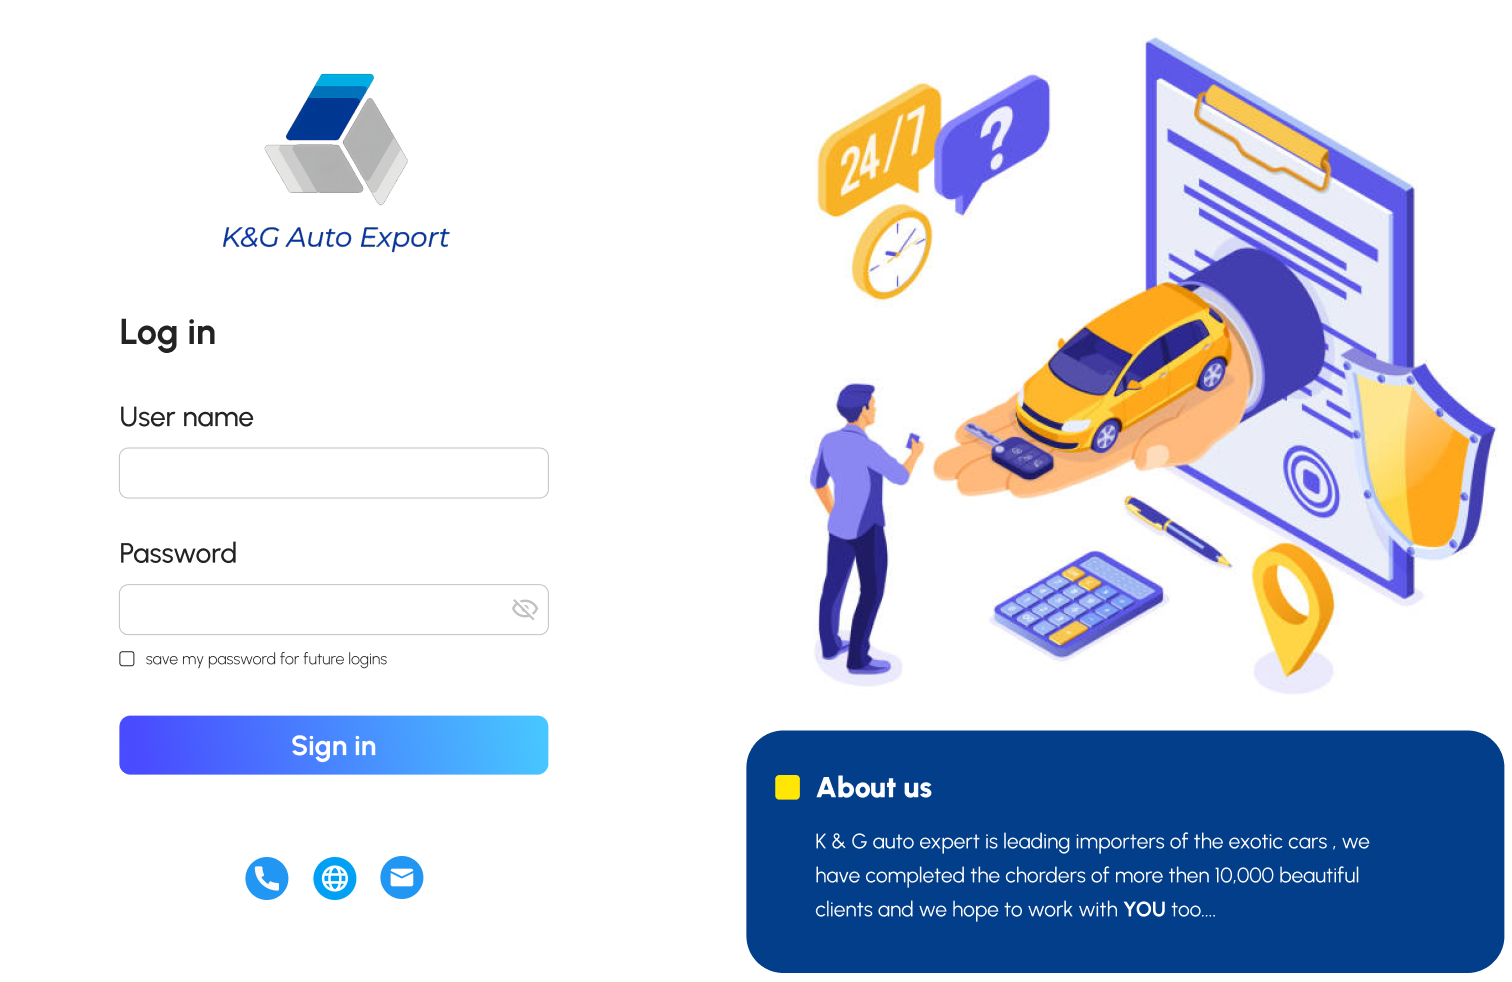 K&G Auto Export
Log in
User name
Password
save my password for future logins
Sign in
24/7
?
About us
K & G auto expert is leading importers of the exotic cars , we
have completed the chorders of more then 10,000 beautiful
clients and we hope to work with YOU too....